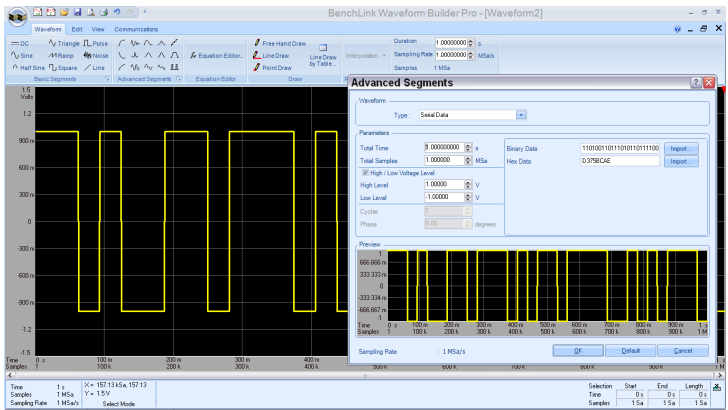 BenchLink Waveform Builder Pro - [Waveform2]
Waveform Edit View Communications
DC Triangle Pulse
Sine Ramp Noise
Half Sine Square Line
Basic Segments
Advanced Segments
fx Equation Editor...
Equation Editor
Free Hand Draw
Line Draw
Point Draw
Line Draw by Table...
Draw
Interpolation
Duration 1.00000000 s
Sampling Rate 1.00000000 MSa/s
Samples 1 MSa
Advanced Segments
Waveform
Type : Serial Data
Parameters
Total Time 1.000000000 s
Total Samples 1.000000 MSa
High / Low Voltage Level
High Level 1.00000 V
Low Level -1.00000 V
Cycles 1
Phase 0.00 degrees
Binary Data 1101001101110101101111100 Import...
Hex Data D375BCAE Import...
Preview
1
666.666 m
333.333 m
0
-333.334 m
-666.667 m
-1
Time 0 s 100 m 200 m 300 m 400 m 500 m 600 m 700 m 800 m 900 m 1 s
Samples 1 100 k 200 k 300 k 400 k 500 k 600 k 700 k 800 k 900 k 1 M
Sampling Rate : 1 MSa/s
OK Default Cancel
1.5
Volts
1.2
900 m
600 m
300 m
0
-300 m
-600 m
-900 m
-1.2
-1.5
Time 0 s 100 m 200 m 300 m 400 m
Samples 1 100 k 200 k 300 k 400 k 500 k 600 k 700 k 800 k 900 k 1 M
Time 1 s
Samples 1 MSa
Sampling Rate 1 MSa/s
X = 157.13 kSa, 157.13
Y = 1.5 V
Select Mode
Selection Start End Length
Time 0 s 0 s 0 s
Samples 1 Sa 1 Sa 1 Sa